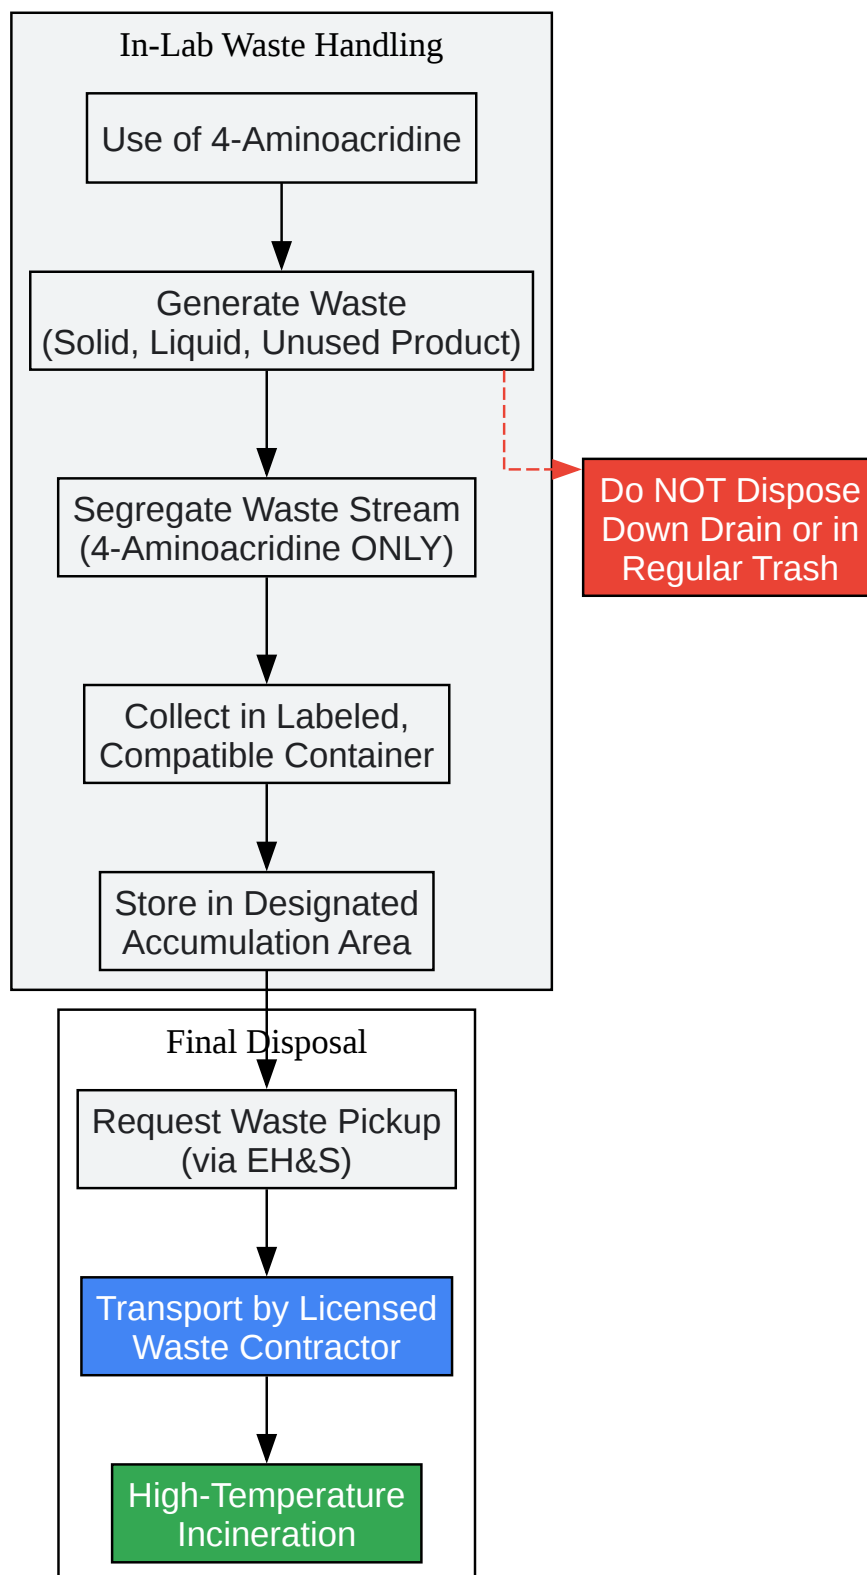 In-Lab Waste Handling
Use of 4-Aminoacridine
Generate Waste
(Solid, Liquid, Unused Product)
Segregate Waste Stream
(4-Aminoacridine ONLY)
Do NOT Dispose
Down Drain or in
Regular Trash
Collect in Labeled,
Compatible Container
Store in Designated
Accumulation Area
Final Disposal
Request Waste Pickup
(via EH&S)
Transport by Licensed
Waste Contractor
High-Temperature
Incineration